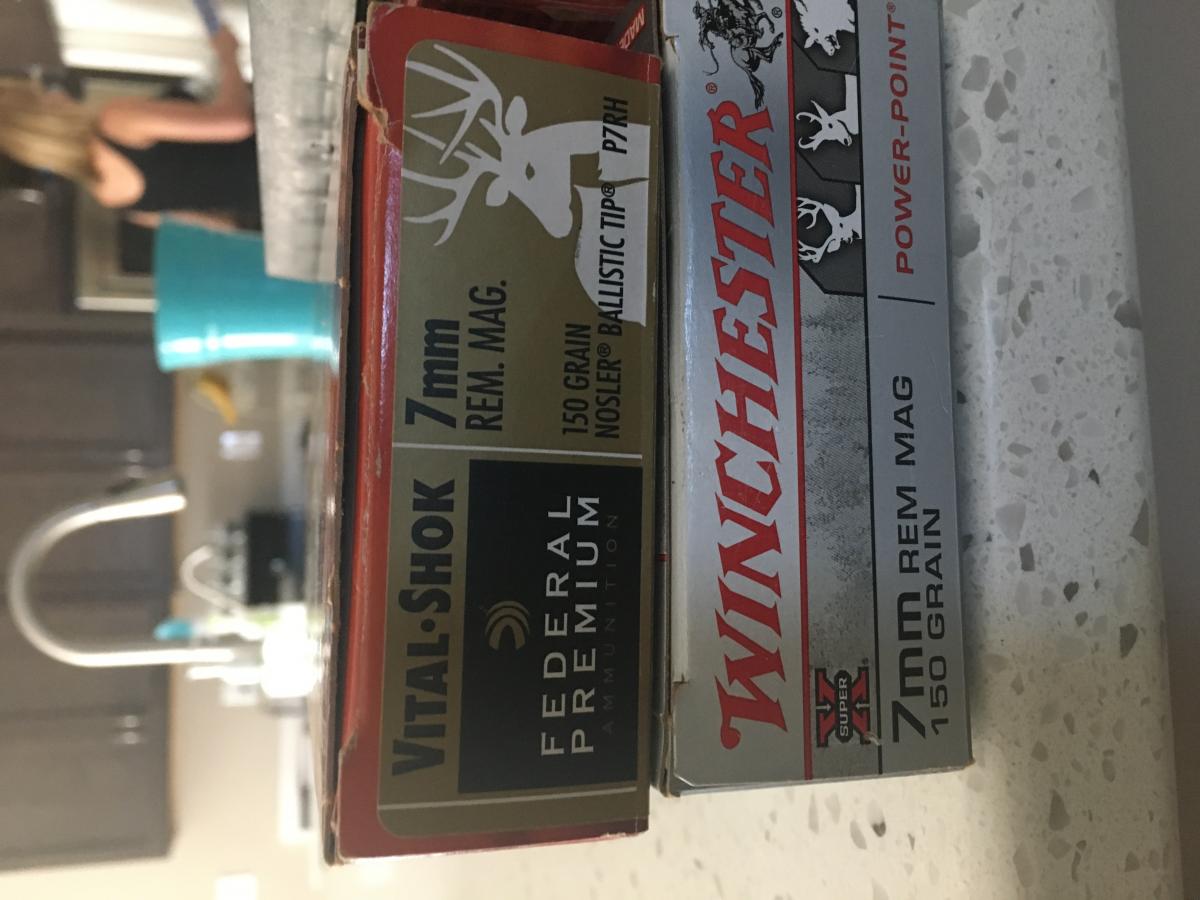 VITAL•SHOK
7mm
REM. MAG.
150 GRAIN
NOSLER® BALLISTIC TIP® P7RH
FEDERAL
PREMIUM
AMMUNITION
WINCHESTER®
SUPER X®
POWER-POINT®
7mm REM MAG
150 GRAIN